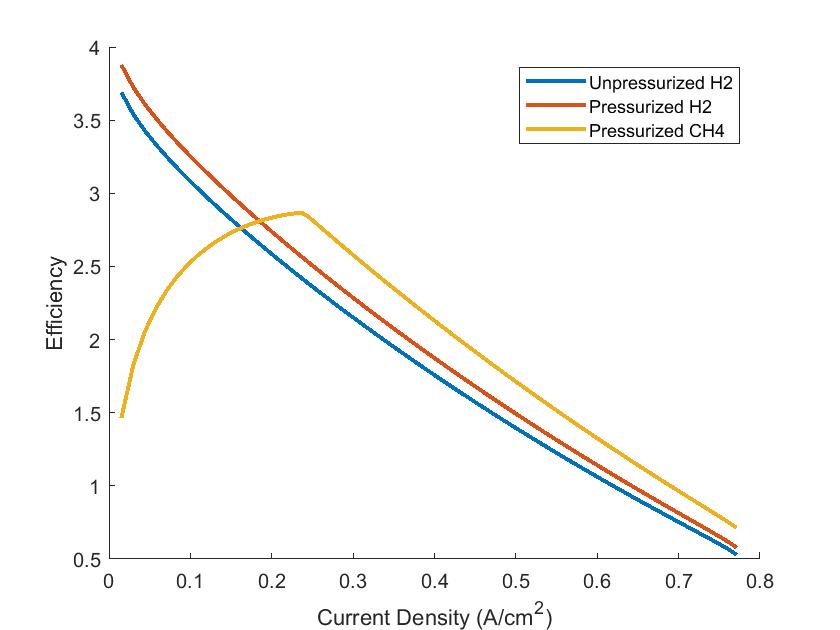 4
3.5
3
2.5
2
1.5
1
0.5
Efficiency
Unpressurized H2
Pressurized H2
Pressurized CH4
0 0.1 0.2 0.3 0.4 0.5 0.6 0.7 0.8
Current Density (A/cm²)